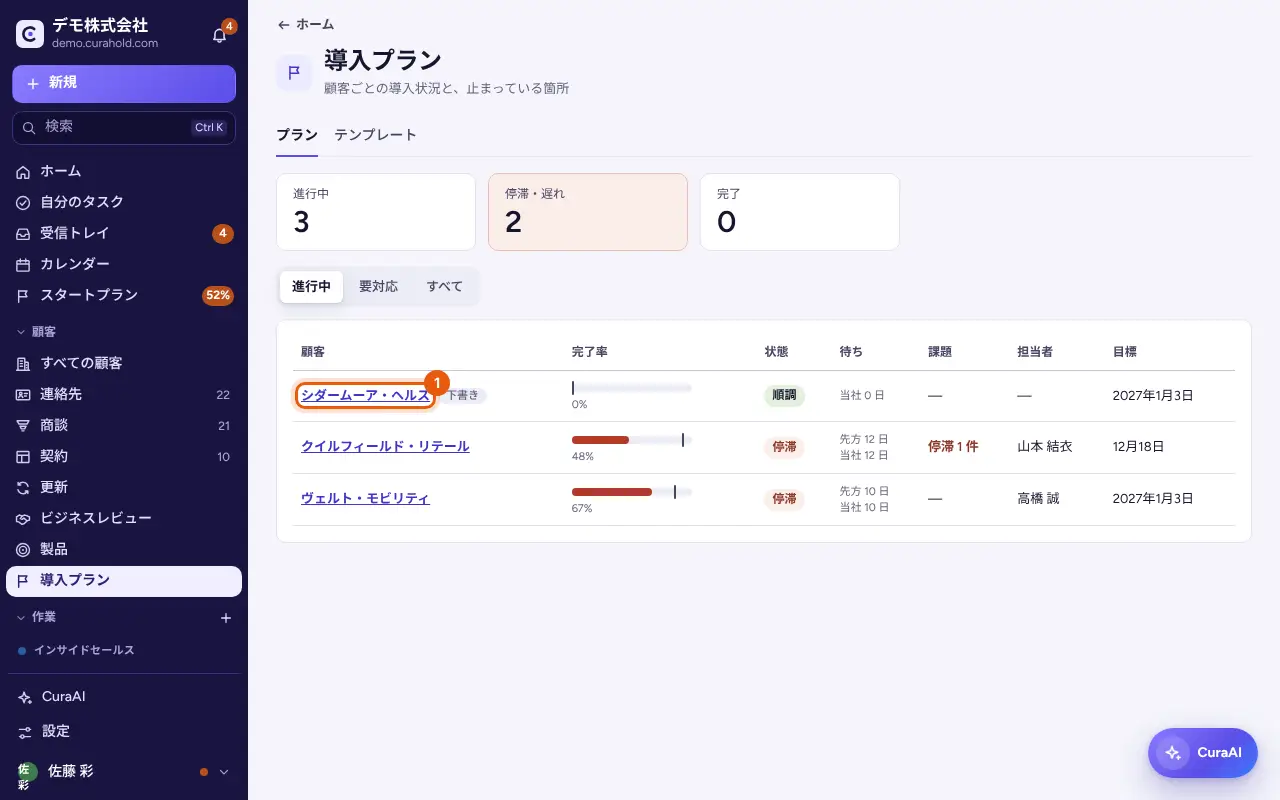 デモ株式会社
demo.curahold.com
4
新規
検索
Ctrl K
ホーム
自分のタスク
受信トレイ
4
カレンダー
スタートプラン
52%
顧客
すべての顧客
連絡先
22
商談
21
契約
10
更新
ビジネスレビュー
製品
導入プラン
作業
インサイドセールス
CuraAI
設定
佐彩
佐藤 彩
← ホーム
導入プラン
顧客ごとの導入状況と、止まっている箇所
プラン
テンプレート
進行中
3
停滞・遅れ
2
完了
0
進行中
要対応
すべて
顧客
完了率
状態
待ち
課題
担当者
目標
シダームーア・ヘルス
1
下書き
0%
順調
当社 0 日
—
—
2027年1月3日
クイルフィールド・リテール
48%
停滞
先方 12 日
当社 12 日
停滞 1 件
山本 結衣
12月18日
ヴェルト・モビリティ
67%
停滞
先方 10 日
当社 10 日
—
高橋 誠
2027年1月3日
CuraAI